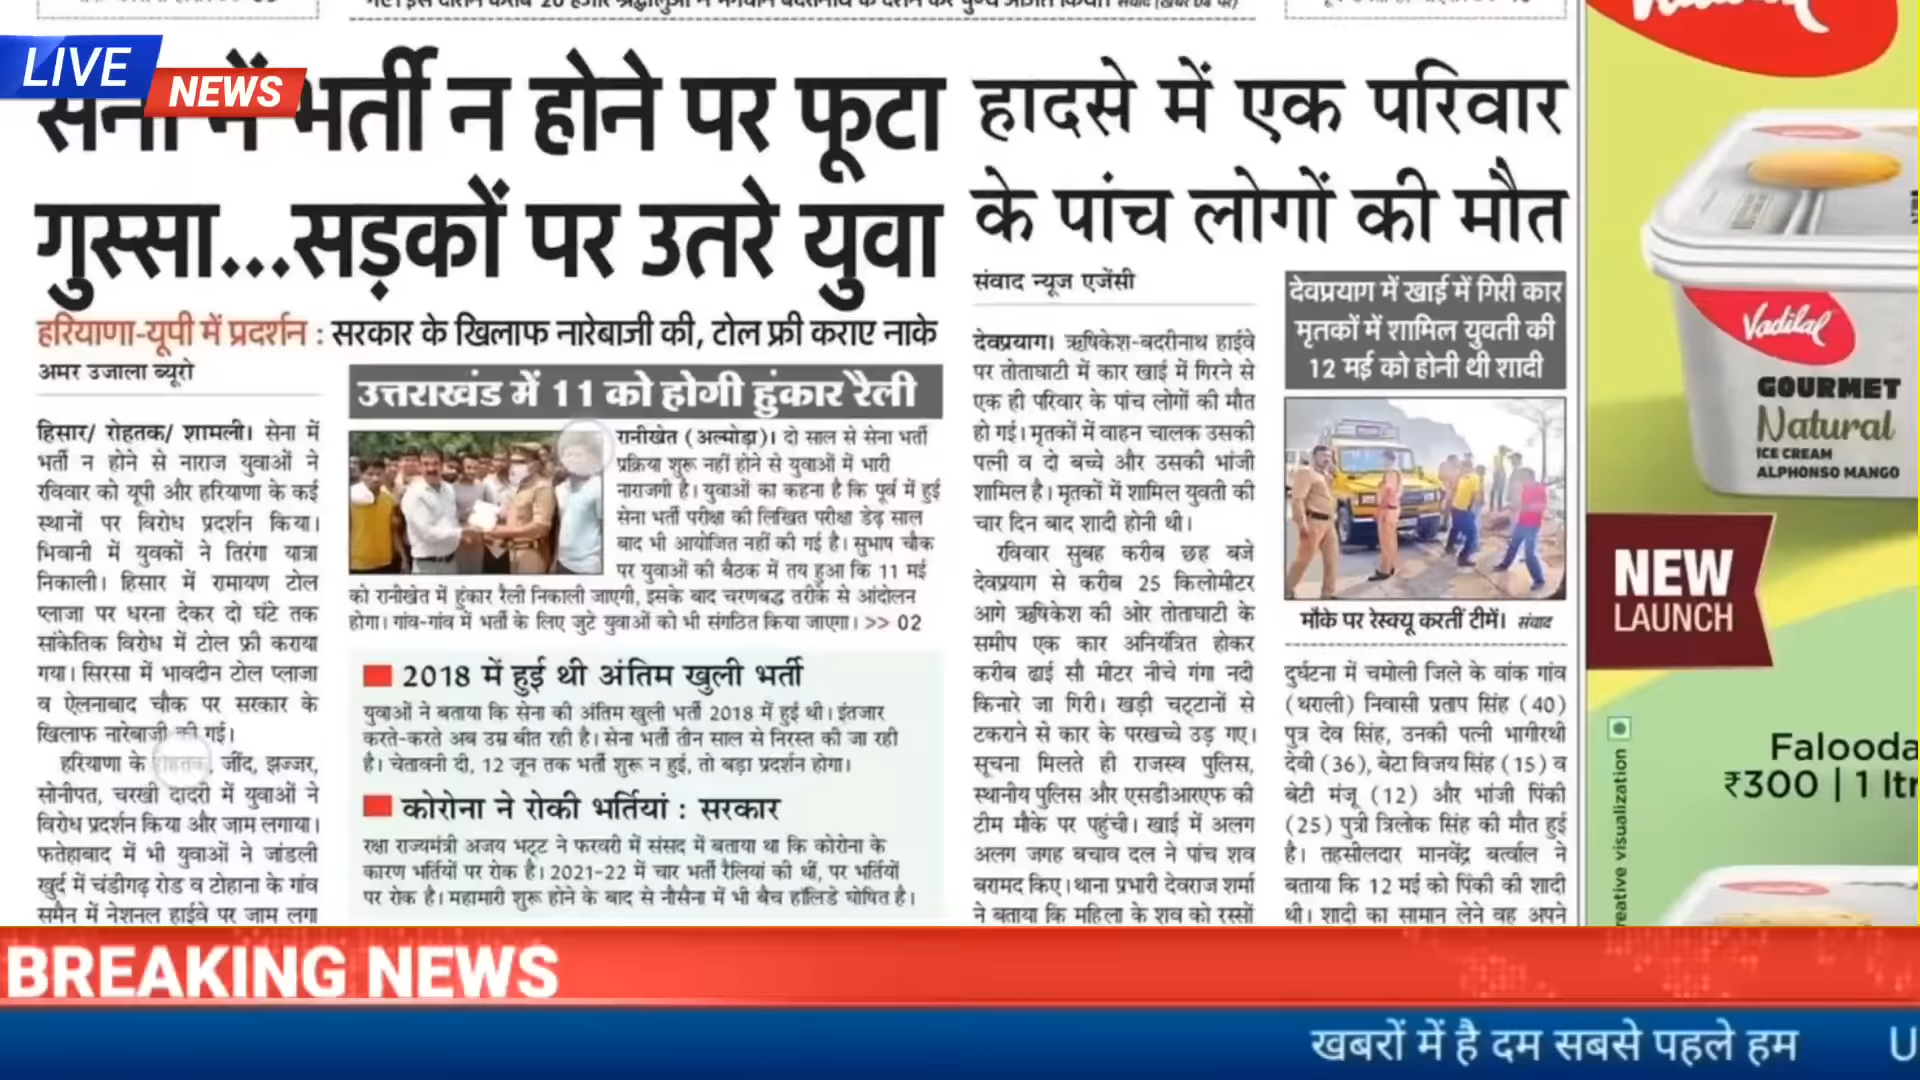 LIVE
NEWS
सेना में भर्ती न होने पर फूटा
गुस्सा...सड़कों पर उतरे युवा
हरियाणा-यूपी में प्रदर्शन : सरकार के खिलाफ नारेबाजी की, टोल फ्री कराए नाके
अमर उजाला ब्यूरो
हिसार/ रोहतक/ शामली। सेना में
भर्ती न होने से नाराज युवाओं ने
रविवार को यूपी और हरियाणा के कई
स्थानों पर विरोध प्रदर्शन किया।
भिवानी में युवकों ने तिरंगा यात्रा
निकाली। हिसार में रामायण टोल
प्लाजा पर धरना देकर दो घंटे तक
सांकेतिक विरोध में टोल फ्री कराया
गया। सिरसा में भावदीन टोल प्लाजा
व ऐलनाबाद चौक पर सरकार के
खिलाफ नारेबाजी की गई।
हरियाणा के रोहतक, जींद, झज्जर,
सोनीपत, चरखी दादरी में युवाओं ने
विरोध प्रदर्शन किया और जाम लगाया।
फतेहाबाद में भी युवाओं ने जांडली
खुर्द में चंडीगढ़ रोड व टोहाना के गांव
समैन में नेशनल हाईवे पर जाम लगा
उत्तराखंड में 11 को होगी हुंकार रैली
रानीखेत (अल्मोड़ा)। दो साल से सेना भर्ती
प्रक्रिया शुरू नहीं होने से युवाओं में भारी
नाराजगी है। युवाओं का कहना है कि पूर्व में हुई
सेना भर्ती परीक्षा की लिखित परीक्षा डेढ़ साल
बाद भी आयोजित नहीं की गई है। सुभाष चौक
पर युवाओं की बैठक में तय हुआ कि 11 मई
को रानीखेत में हुंकार रैली निकाली जाएगी, इसके बाद चरणबद्ध तरीके से आंदोलन
होगा। गांव-गांव में भर्ती के लिए जुटे युवाओं को भी संगठित किया जाएगा। >> 02
2018 में हुई थी अंतिम खुली भर्ती
युवाओं ने बताया कि सेना की अंतिम खुली भर्ती 2018 में हुई थी। इंतजार
करते-करते अब उम्र बीत रही है। सेना भर्ती तीन साल से निरस्त की जा रही
है। चेतावनी दी, 12 जून तक भर्ती शुरू न हुई, तो बड़ा प्रदर्शन होगा।
कोरोना ने रोकी भर्तियां : सरकार
रक्षा राज्यमंत्री अजय भट्ट ने फरवरी में संसद में बताया था कि कोरोना के
कारण भर्तियों पर रोक है। 2021-22 में चार भर्ती रैलियां की थीं, पर भर्तियों
पर रोक है। महामारी शुरू होने के बाद से नौसैना में भी बैच हॉलिडे घोषित है।
हादसे में एक परिवार
के पांच लोगों की मौत
संवाद न्यूज एजेंसी
देवप्रयाग। ऋषिकेश-बदरीनाथ हाईवे
पर तोताघाटी में कार खाई में गिरने से
एक ही परिवार के पांच लोगों की मौत
हो गई। मृतकों में वाहन चालक उसकी
पत्नी व दो बच्चे और उसकी भांजी
शामिल है। मृतकों में शामिल युवती की
चार दिन बाद शादी होनी थी।
रविवार सुबह करीब छह बजे
देवप्रयाग से करीब 25 किलोमीटर
आगे ऋषिकेश की ओर तोताघाटी के
समीप एक कार अनियंत्रित होकर
करीब ढाई सौ मीटर नीचे गंगा नदी
किनारे जा गिरी। खड़ी चट्टानों से
टकराने से कार के परखच्चे उड़ गए।
सूचना मिलते ही राजस्व पुलिस,
स्थानीय पुलिस और एसडीआरएफ की
टीम मौके पर पहुंची। खाई में अलग
अलग जगह बचाव दल ने पांच शव
बरामद किए। थाना प्रभारी देवराज शर्मा
ने बताया कि महिला के शव को रस्सों
देवप्रयाग में खाई में गिरी कार
मृतकों में शामिल युवती की
12 मई को होनी थी शादी
मौके पर रेस्क्यू करतीं टीमें। संवाद
दुर्घटना में चमोली जिले के वांक गांव
(थराली) निवासी प्रताप सिंह (40)
पुत्र देव सिंह, उनकी पत्नी भागीरथी
देवी (36), बेटा विजय सिंह (15) व
बेटी मंजू (12) और भांजी पिंकी
(25) पुत्री त्रिलोक सिंह की मौत हुई
है। तहसीलदार मानवेंद्र बर्त्वाल ने
बताया कि 12 मई को पिंकी की शादी
थी। शादी का सामान लेने वह अपने
Vadilal
Vadilal
GOURMET
Natural
ICE CREAM
ALPHONSO MANGO
NEW
LAUNCH
Falooda
₹300 | 1 ltr
reative visualization
BREAKING NEWS
खबरों में है दम सबसे पहले हम
U